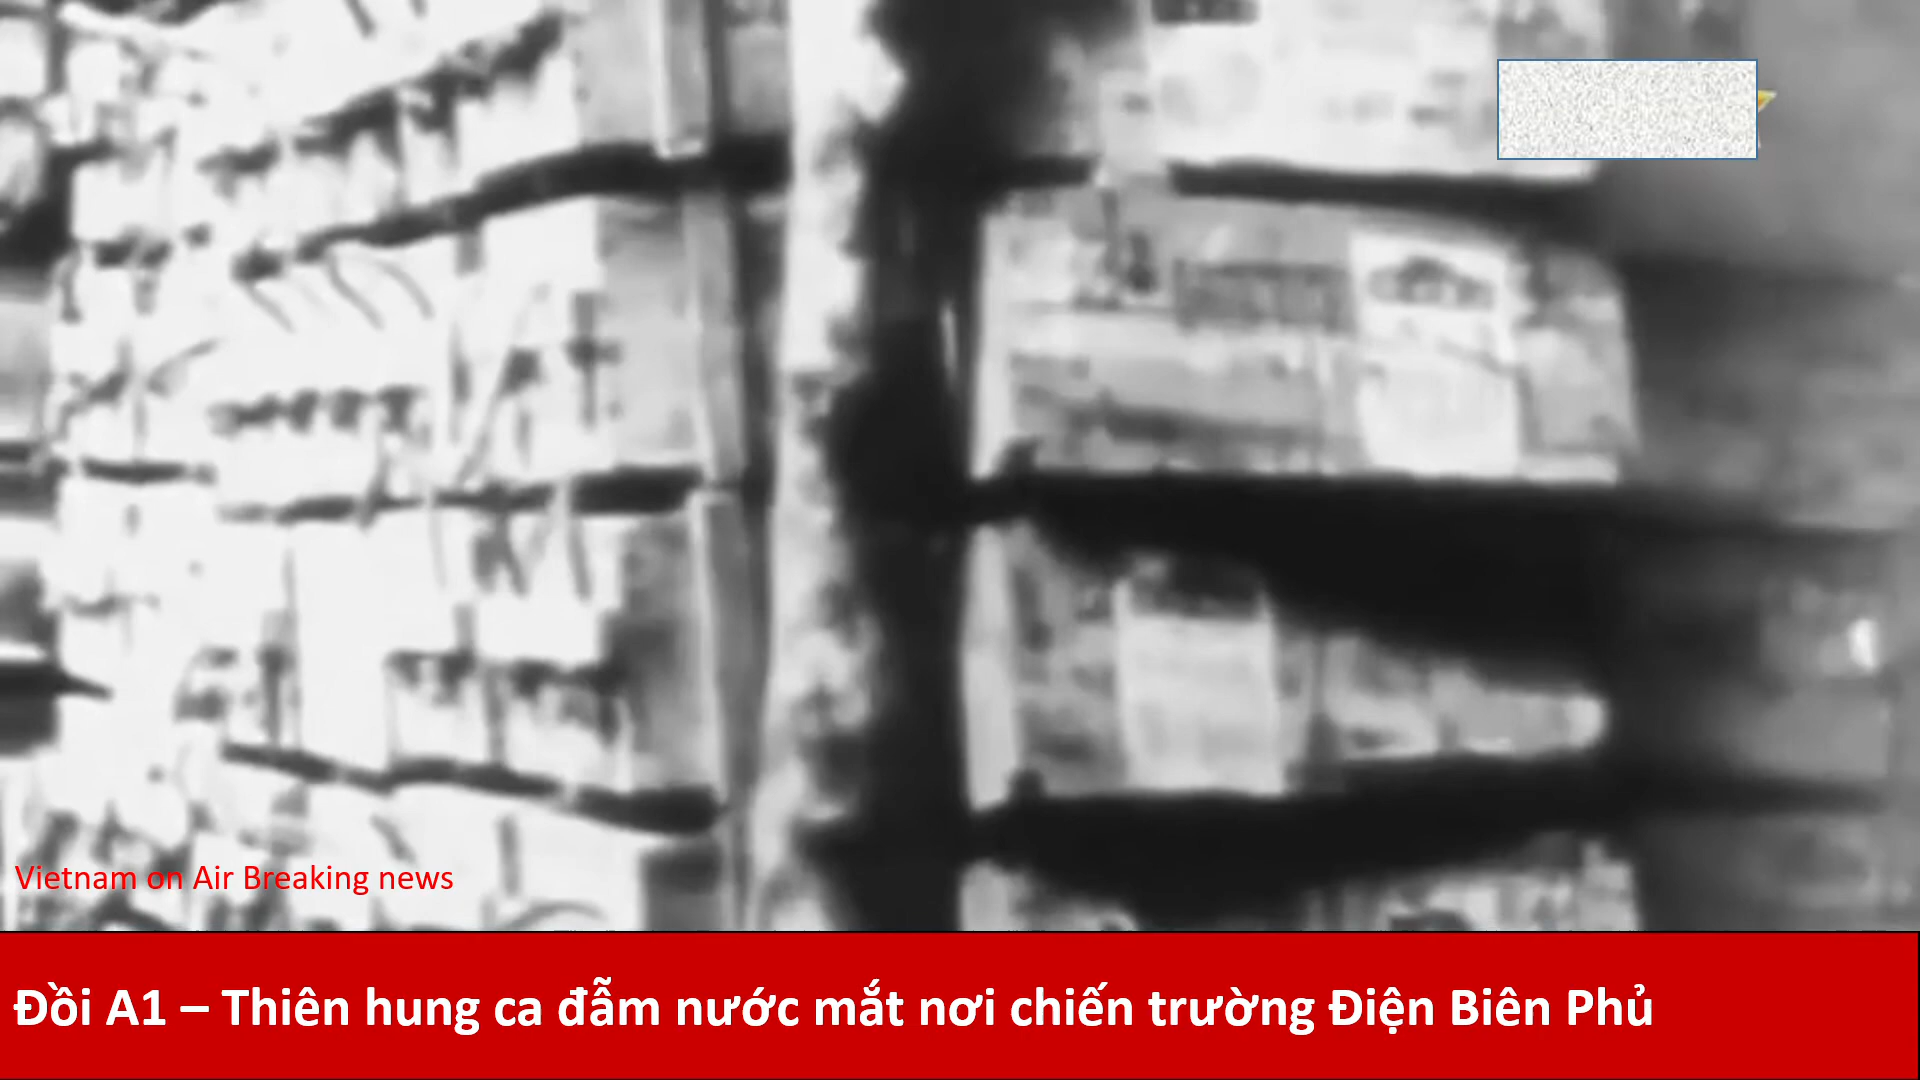 Vietnam on Air Breaking news
Đồi A1 – Thiên hung ca đẫm nước mắt nơi chiến trường Điện Biên Phủ